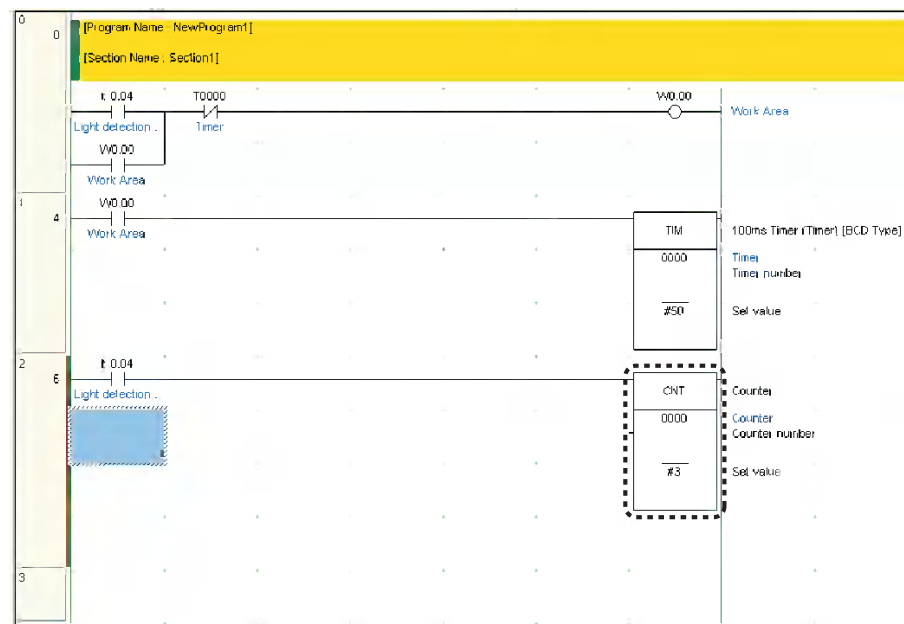 0
0
[Program Name : NewProgram1]
[Section Name : Section1]
I: 0.04 T0000 W0.00
Light detection .. Timer Work Area
W0.00
Work Area
1
4
W0.00
Work Area
TIM 100ms Timer (Timer) [BCD Type]
0000 Timer
Timer number
#50 Set value
2
6
I: 0.04
Light detection ..
CNT Counter
0000 Counter
Counter number
#3 Set value
3